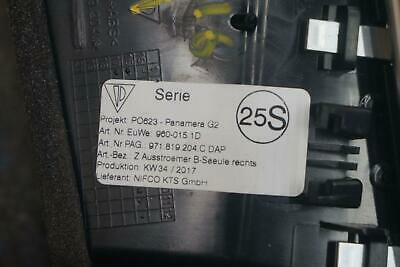 Serie
25S
Projekt: PO623 - Panamera G2
Art. Nr. EuWe: 960-015.1D
Art. Nr PAG.: 971.819.204.C DAP
Art.-Bez.: Z Ausstroemer B-Saeule rechts
Produktion: KW34 / 2017
Lieferant: NIFCO KTS GmbH